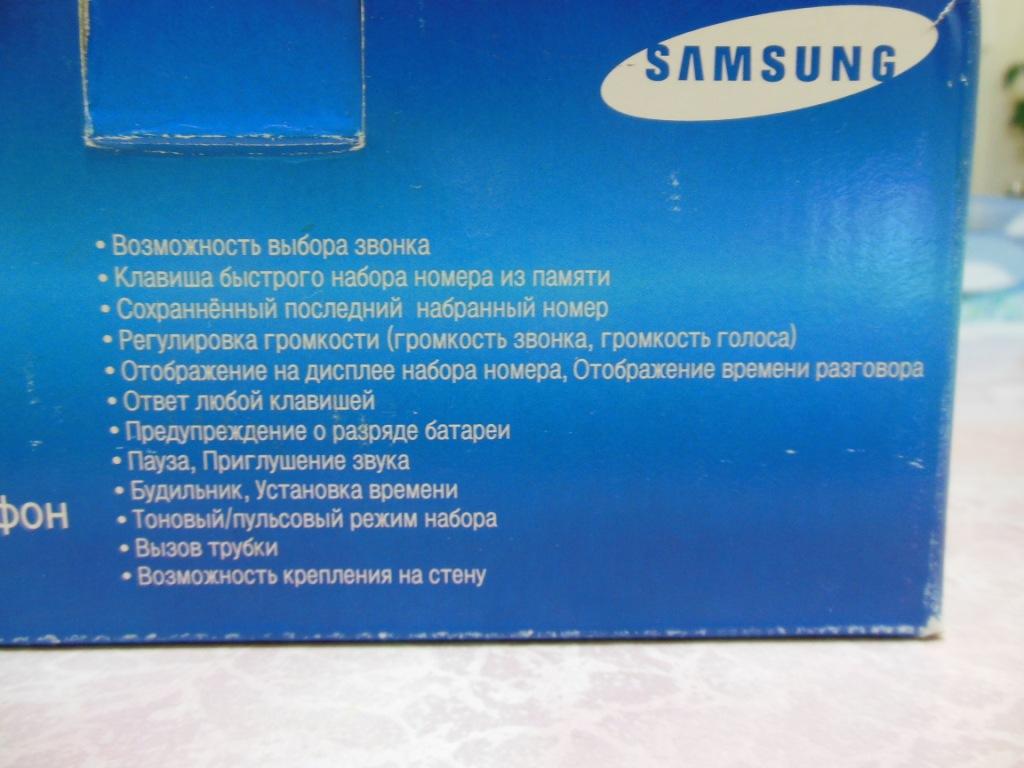 SAMSUNG
• Возможность выбора звонка
• Клавиша быстрого набора номера из памяти
• Сохраннённый последний набранный номер
• Регулировка громкости (громкость звонка, громкость голоса)
• Отображение на дисплее набора номера, Отображение времени разговора
• Ответ любой клавишей
• Предупреждение о разряде батареи
• Пауза, Приглушение звука
• Будильник, Установка времени
фон
• Тоновый/пульсовый режим набора
• Вызов трубки
• Возможность крепления на стену